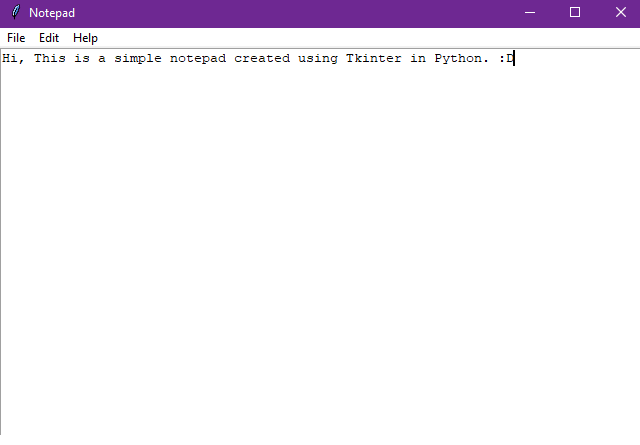 Notepad
File Edit Help
Hi, This is a simple notepad created using Tkinter in Python. :D